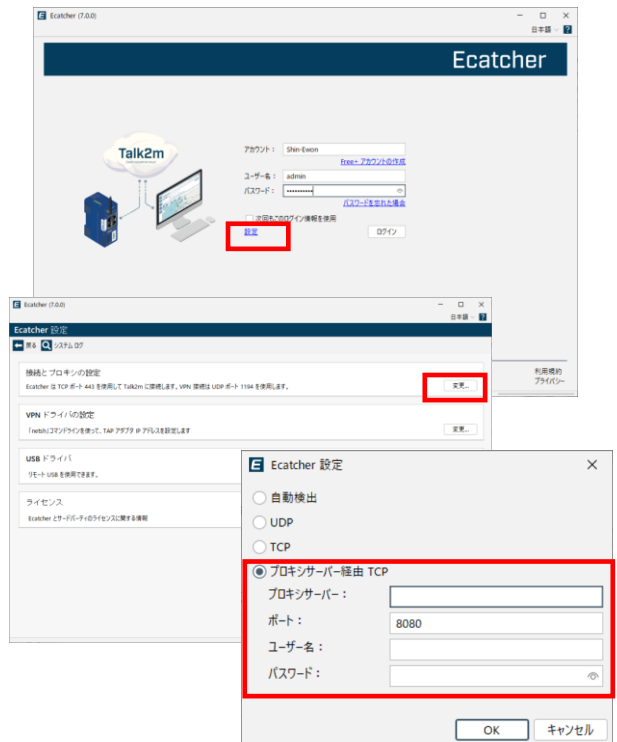 Ecatcher (7.0.0)
日本語
Ecatcher
Talk2m
アカウント： Shin-Ewon
Free+ アカウントの作成
ユーザー名： admin
パスワード： ••••••••••
パスワードを忘れた場合
次回もこのログイン情報を使用
設定 ログイン
利用規約
プライバシー
Ecatcher (7.0.0)
日本語
Ecatcher 設定
戻る システム ログ
接続とプロキシの設定
Ecatcher は TCP ポート 443 を使用して Talk2m に接続します。VPN 接続は UDP ポート 1194 を使用します。
変更...
VPN ドライバの設定
「netsh」コマンドラインを使って、TAP アダプタ IP アドレスを設定します
変更...
USB ドライバ
リモート USB を使用できます。
ライセンス
Ecatcher とサードパーティのライセンスに関する情報
Ecatcher 設定
自動検出
UDP
TCP
プロキシサーバー経由 TCP
プロキシサーバー：
ポート： 8080
ユーザー名：
パスワード：
OK キャンセル